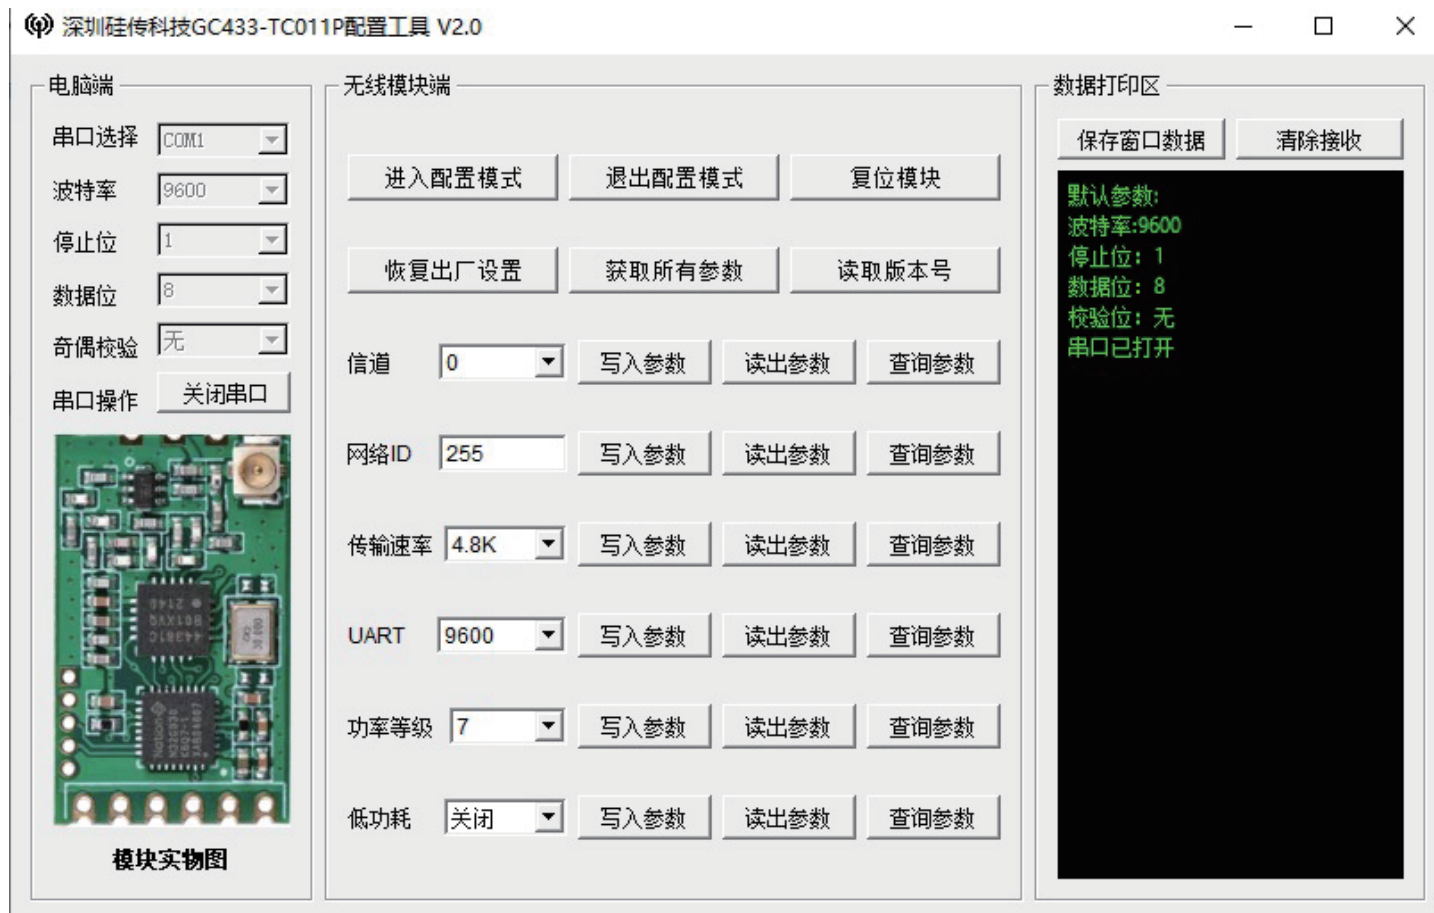 深圳硅传科技GC433-TC011P配置工具 V2.0
电脑端
串口选择 COM1
波特率 9600
停止位 1
数据位 8
奇偶校验 无
串口操作 关闭串口
模块实物图
无线模块端
进入配置模式 退出配置模式 复位模块
恢复出厂设置 获取所有参数 读取版本号
信道 0 写入参数 读出参数 查询参数
网络ID 255 写入参数 读出参数 查询参数
传输速率 4.8K 写入参数 读出参数 查询参数
UART 9600 写入参数 读出参数 查询参数
功率等级 7 写入参数 读出参数 查询参数
低功耗 关闭 写入参数 读出参数 查询参数
数据打印区
保存窗口数据 清除接收
默认参数:
波特率:9600
停止位：1
数据位：8
校验位：无
串口已打开